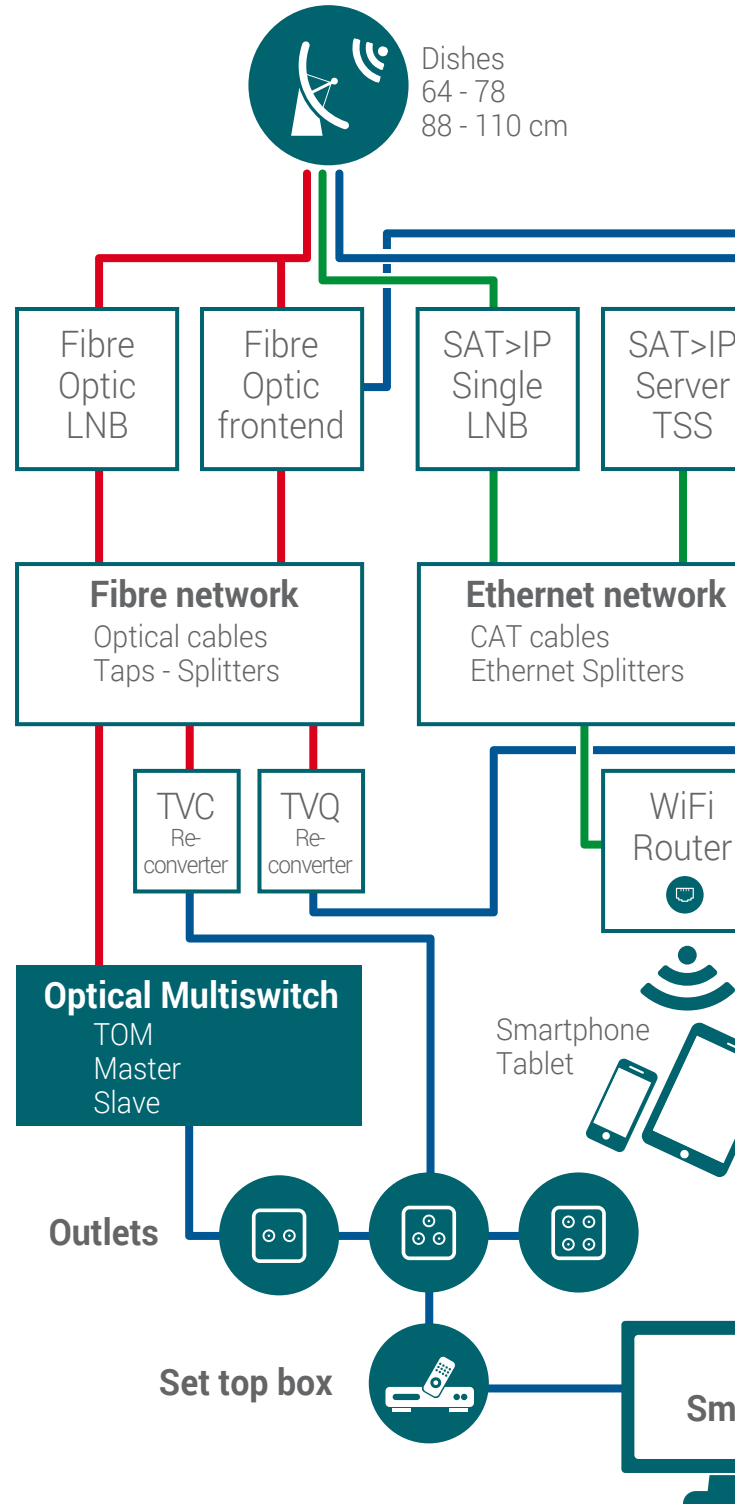 Dishes
64 - 78
88 - 110 cm
Fibre
Optic
LNB
Fibre
Optic
frontend
SAT>IP
Single
LNB
SAT>IP
Server
TSS
Fibre network
Optical cables
Taps - Splitters
Ethernet network
CAT cables
Ethernet Splitters
TVC
Re-
converter
TVQ
Re-
converter
WiFi
Router
Optical Multiswitch
TOM
Master
Slave
Smartphone
Tablet
Outlets
Set top box
Sm